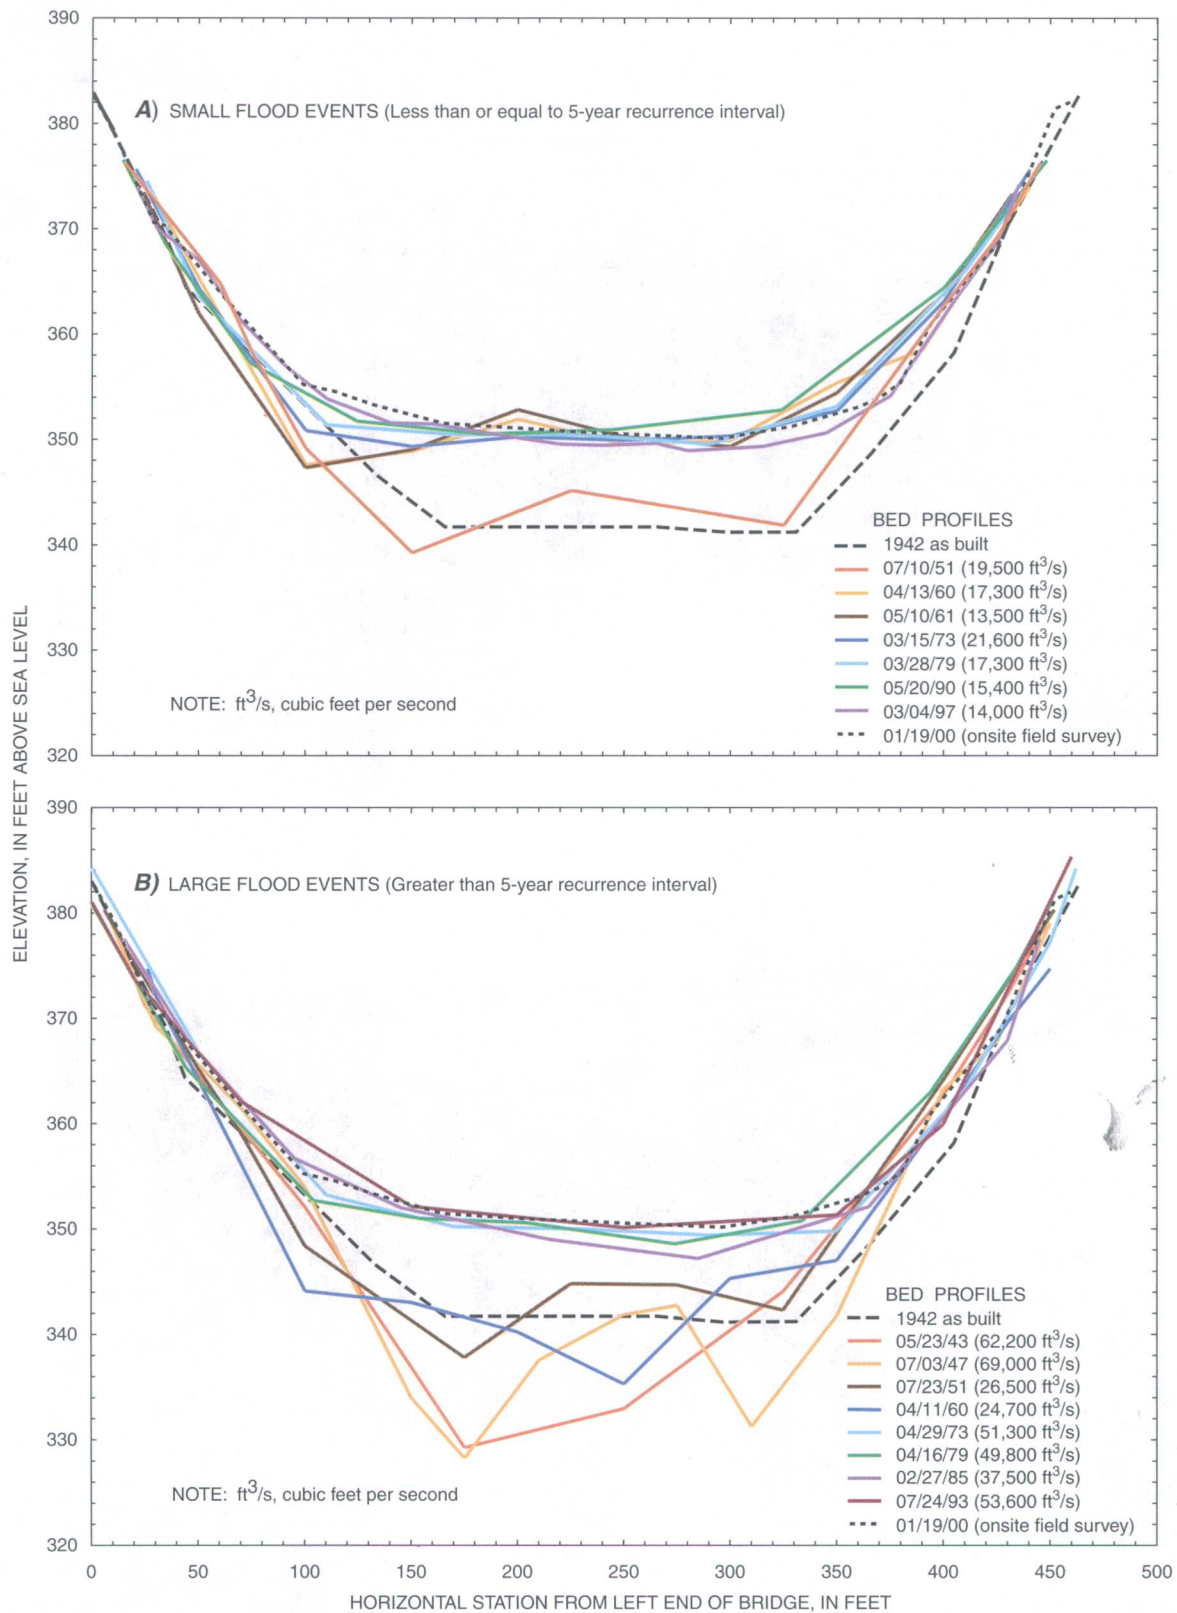 390
A) SMALL FLOOD EVENTS (Less than or equal to 5-year recurrence interval)
380
370
360
350
340
330
320
BED PROFILES
1942 as built
07/10/51 (19,500 ft³/s)
04/13/60 (17,300 ft³/s)
05/10/61 (13,500 ft³/s)
03/15/73 (21,600 ft³/s)
03/28/79 (17,300 ft³/s)
05/20/90 (15,400 ft³/s)
03/04/97 (14,000 ft³/s)
01/19/00 (onsite field survey)
NOTE: ft³/s, cubic feet per second
ELEVATION, IN FEET ABOVE SEA LEVEL
390
B) LARGE FLOOD EVENTS (Greater than 5-year recurrence interval)
380
370
360
350
340
330
320
BED PROFILES
1942 as built
05/23/43 (62,200 ft³/s)
07/03/47 (69,000 ft³/s)
07/23/51 (26,500 ft³/s)
04/11/60 (24,700 ft³/s)
04/29/73 (51,300 ft³/s)
04/16/79 (49,800 ft³/s)
02/27/85 (37,500 ft³/s)
07/24/93 (53,600 ft³/s)
01/19/00 (onsite field survey)
NOTE: ft³/s, cubic feet per second
0 50 100 150 200 250 300 350 400 450 500
HORIZONTAL STATION FROM LEFT END OF BRIDGE, IN FEET